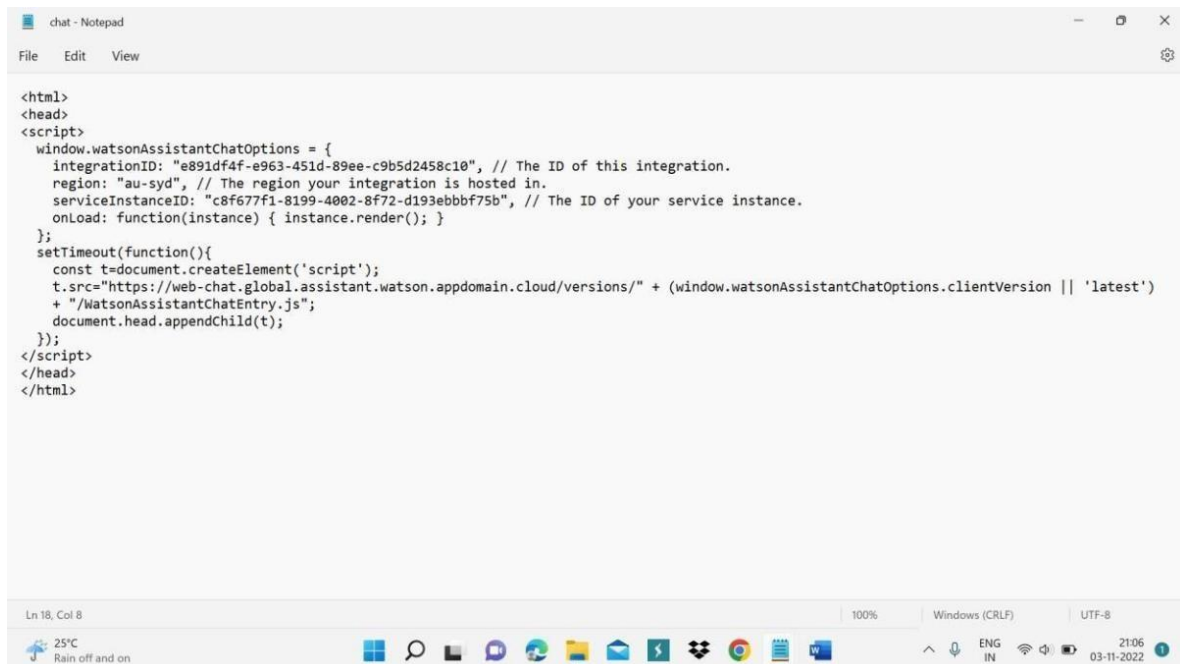 chat - Notepad
File Edit View
<html>
<head>
<script>
window.watsonAssistantChatOptions = {
integrationID: "e891df4f-e963-451d-89ee-c9b5d2458c10", // The ID of this integration.
region: "au-syd", // The region your integration is hosted in.
serviceInstanceID: "c8f677f1-8199-4002-8f72-d193ebbbf75b", // The ID of your service instance.
onLoad: function(instance) { instance.render(); }
};
setTimeout(function(){
const t=document.createElement('script');
t.src="https://web-chat.global.assistant.watson.appdomain.cloud/versions/" + (window.watsonAssistantChatOptions.clientVersion || 'latest')
+ "/WatsonAssistantChatEntry.js";
document.head.appendChild(t);
});
</script>
</head>
</html>
Ln 18, Col 8 100% Windows (CRLF) UTF-8
25°C
Rain off and on
ENG
IN
21:06
03-11-2022
1